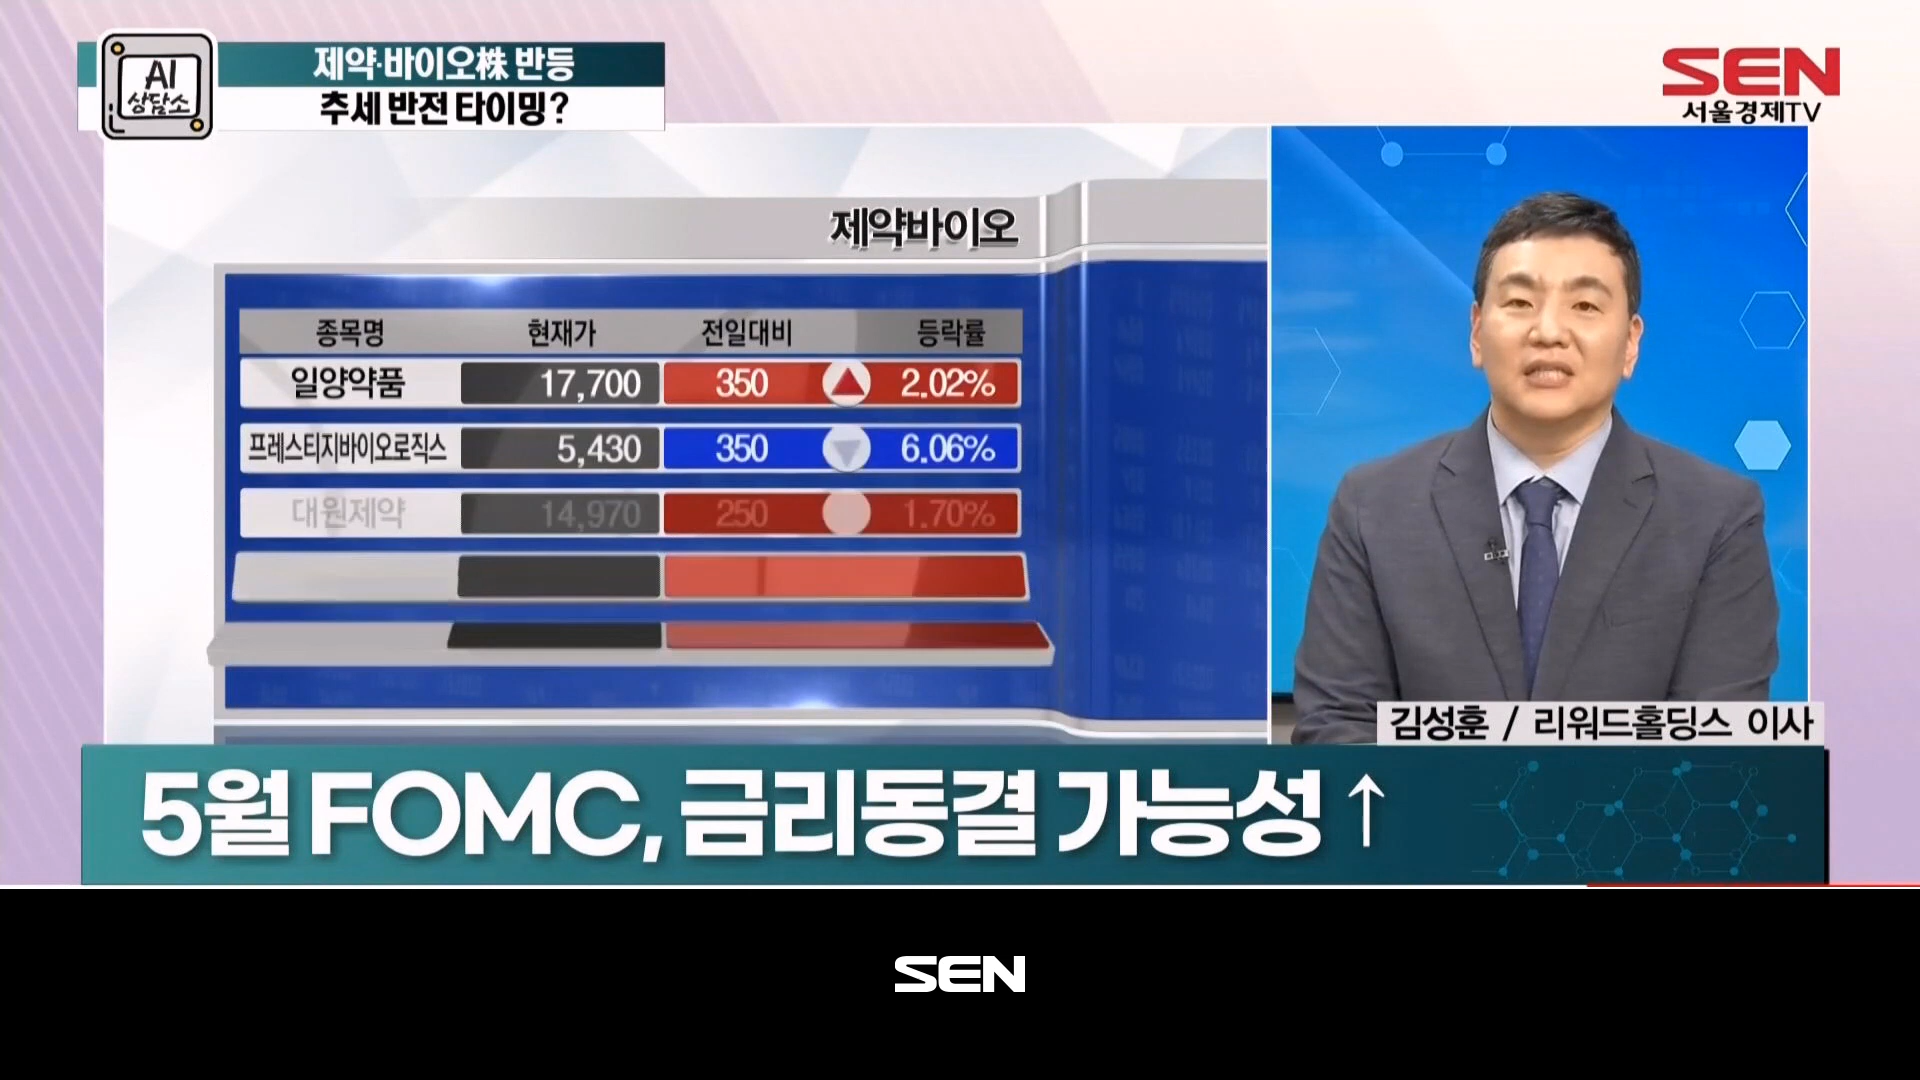 AI
상담소
제약·바이오株 반등
추세 반전 타이밍?
SEN
서울경제TV
제약바이오
종목명 현재가 전일대비 등락률
일양약품 17,700 350 ▲ 2.02%
프레스티지바이오로직스 5,430 350 ▼ 6.06%
대원제약 14,970 250 1.70%
김성훈 / 리워드홀딩스 이사
5월 FOMC, 금리동결 가능성 ↑
SEN